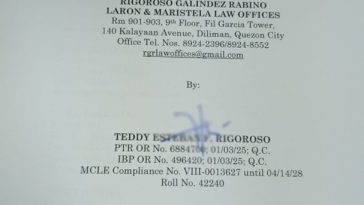 RIGOROSO GALINDEZ RABINO
LARON & MARISTELA LAW OFFICES
Rm 901-903, 9th Floor, Fil Garcia Tower,
140 Kalayaan Avenue, Diliman, Quezon City
Office Tel. Nos. 8924-2396/8924-8552
rgrlawoffices@gmail.com
By:
TEDDY ESTEBAN F. RIGOROSO
PTR OR No. 6884700; 01/03/25; Q.C.
IBP OR No. 496420; 01/03/25; Q.C.
MCLE Compliance No. VIII-0013627 until 04/14/28
Roll No. 42240